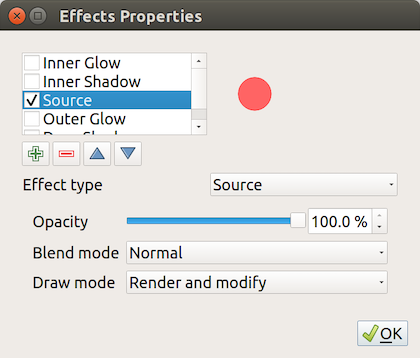 Effects Properties
Inner Glow
Inner Shadow
Source
Outer Glow
Effect type Source
Opacity 100.0 %
Blend mode Normal
Draw mode Render and modify
OK